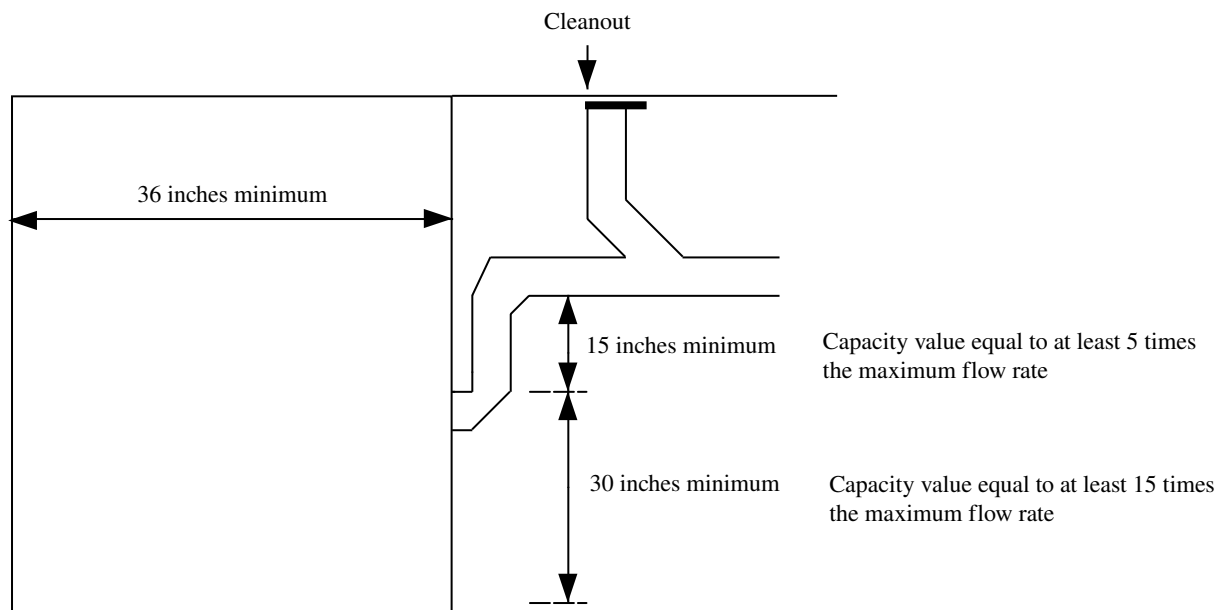 Cleanout
36 inches minimum
15 inches minimum
Capacity value equal to at least 5 times
the maximum flow rate
30 inches minimum
Capacity value equal to at least 15 times
the maximum flow rate